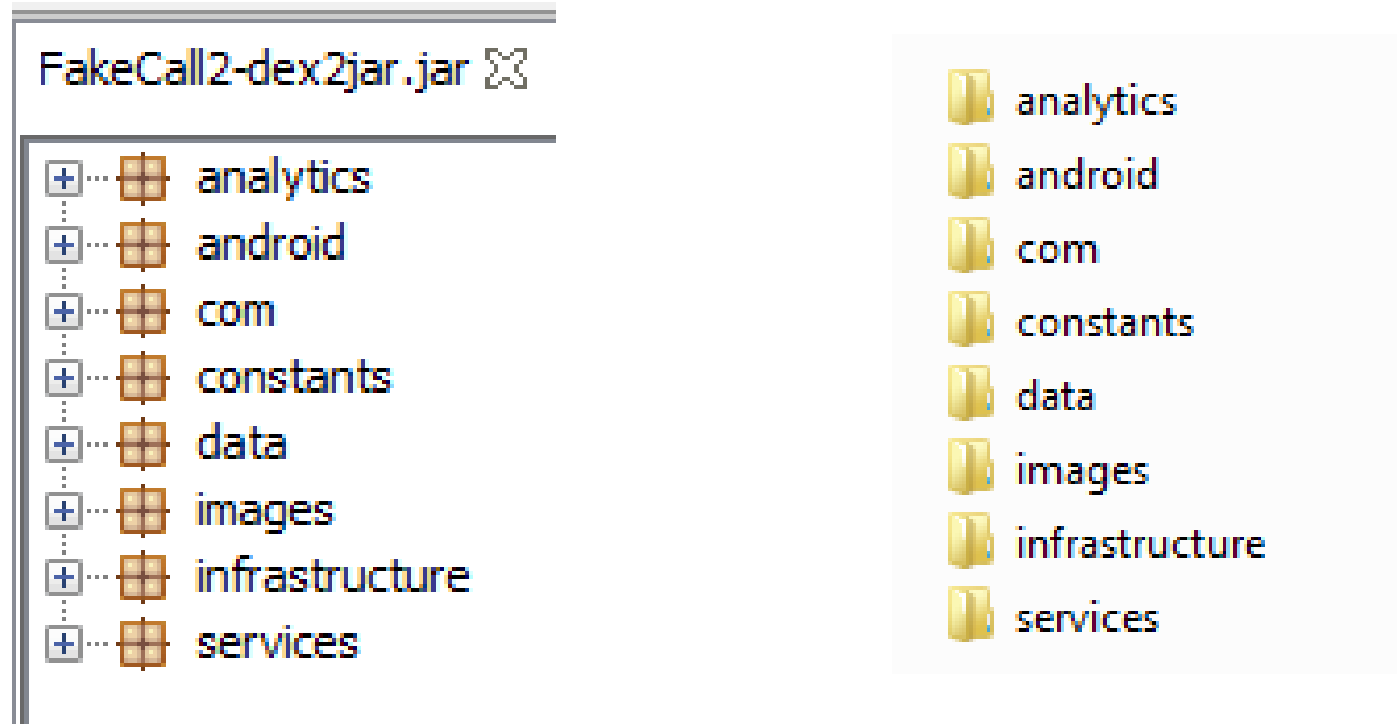 FakeCall2-dex2jar.jar
analytics
android
com
constants
data
images
infrastructure
services
analytics
android
com
constants
data
images
infrastructure
services